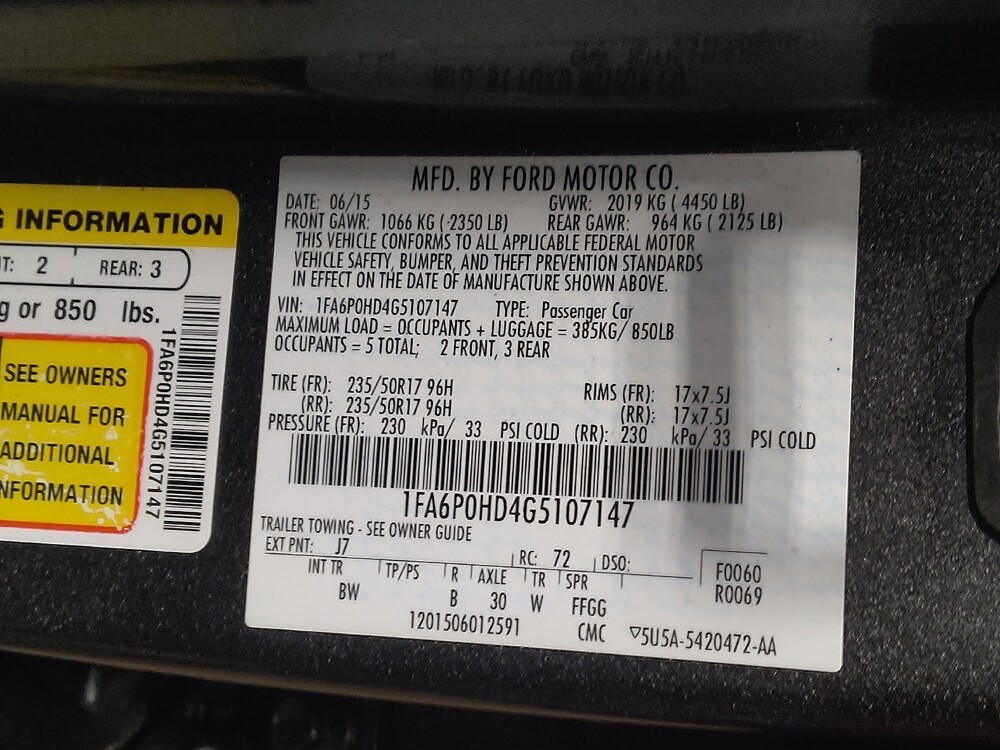 G INFORMATION
NT: 2 REAR: 3
g or 850 lbs.
SEE OWNERS
MANUAL FOR
ADDITIONAL
INFORMATION
1FA6P0HD4G5107147
MFD. BY FORD MOTOR CO.
DATE: 06/15 GVWR: 2019 KG ( 4450 LB)
FRONT GAWR: 1066 KG ( 2350 LB) REAR GAWR: 964 KG ( 2125 LB)
THIS VEHICLE CONFORMS TO ALL APPLICABLE FEDERAL MOTOR
VEHICLE SAFETY, BUMPER, AND THEFT PREVENTION STANDARDS
IN EFFECT ON THE DATE OF MANUFACTURE SHOWN ABOVE.
VIN: 1FA6P0HD4G5107147 TYPE: Passenger Car
MAXIMUM LOAD = OCCUPANTS + LUGGAGE = 385KG/ 850LB
OCCUPANTS = 5 TOTAL; 2 FRONT, 3 REAR
TIRE (FR): 235/50R17 96H RIMS (FR): 17x7.5J
(RR): 235/50R17 96H (RR): 17x7.5J
PRESSURE (FR): 230 kPa/ 33 PSI COLD (RR): 230 kPa/ 33 PSI COLD
1FA6P0HD4G5107147
TRAILER TOWING - SEE OWNER GUIDE
EXT PNT: J7 RC: 72 DSO:
F0060
R0069
INT TR TP/PS R AXLE TR SPR
BW B 30 W FFGG
1201506012591 CMC ▽5U5A-5420472-AA